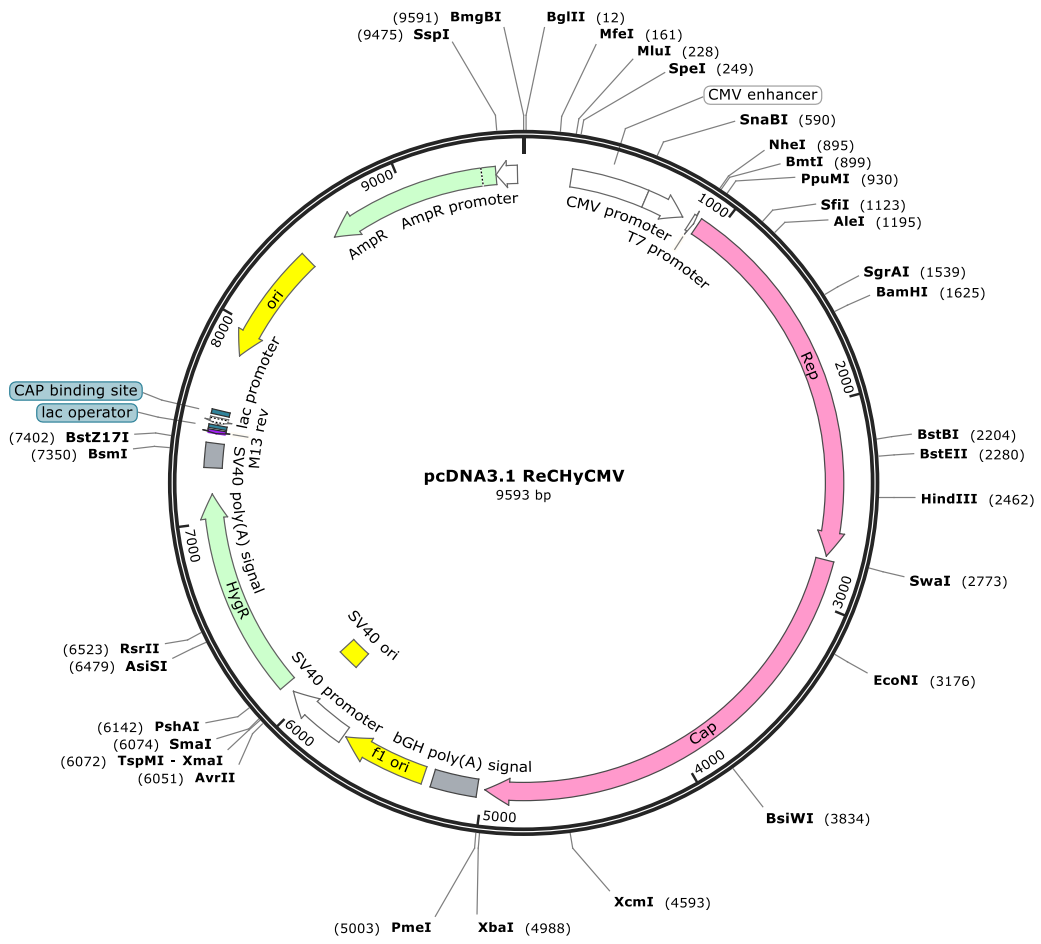 (9591) BmgBI
(9475) SspI
BglII (12)
MfeI (161)
MluI (228)
SpeI (249)
CMV enhancer
SnaBI (590)
NheI (895)
BmtI (899)
PpuMI (930)
SfiI (1123)
AleI (1195)
SgrAI (1539)
BamHI (1625)
BstBI (2204)
BstEII (2280)
HindIII (2462)
SwaI (2773)
EcoNI (3176)
BsiWI (3834)
XcmI (4593)
XbaI (4988)
(5003) PmeI
(6051) AvrII
(6072) TspMI - XmaI
(6074) SmaI
(6142) PshAI
(6479) AsiSI
(6523) RsrII
(7350) BsmI
(7402) BstZ17I
lac operator
CAP binding site
1000
2000
3000
4000
5000
6000
7000
8000
9000
CMV promoter
T7 promoter
Rep
Cap
bGH poly(A) signal
f1 ori
SV40 promoter
SV40 ori
HygR
SV40 poly(A) signal
M13 rev
lac promoter
ori
AmpR
AmpR promoter
pcDNA3.1 ReCHyCMV
9593 bp